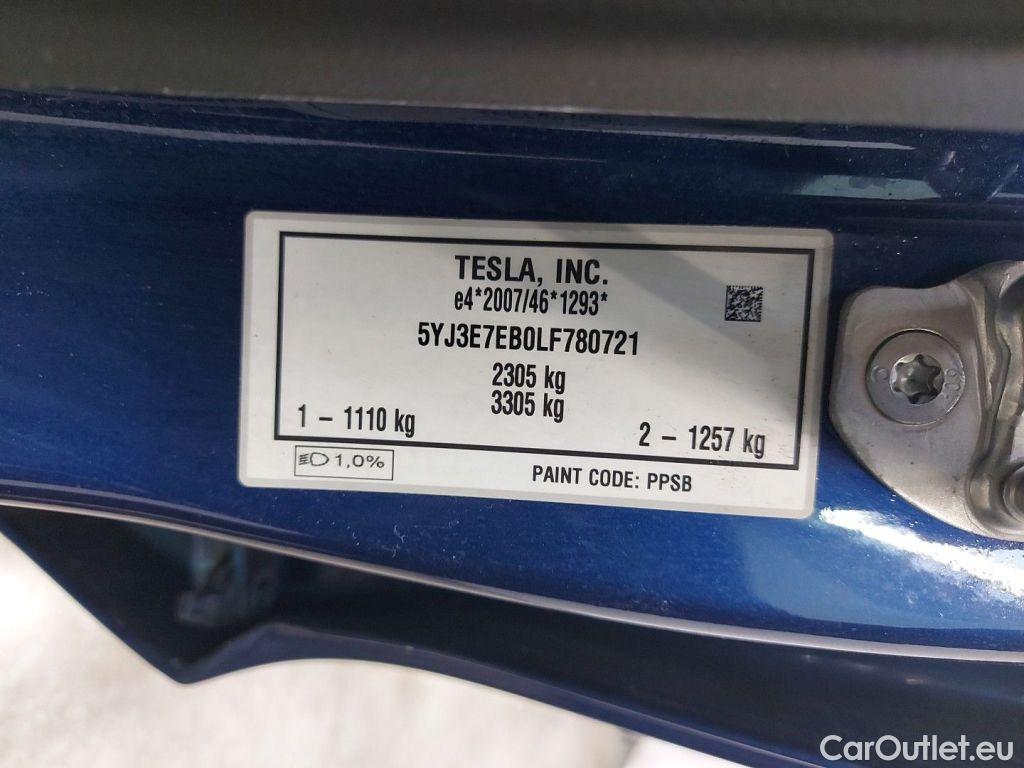 TESLA, INC.
e4*2007/46*1293*
5YJ3E7EB0LF780721
2305 kg
3305 kg
1 - 1110 kg
2 - 1257 kg
1,0%
PAINT CODE: PPSB
CarOutlet.eu